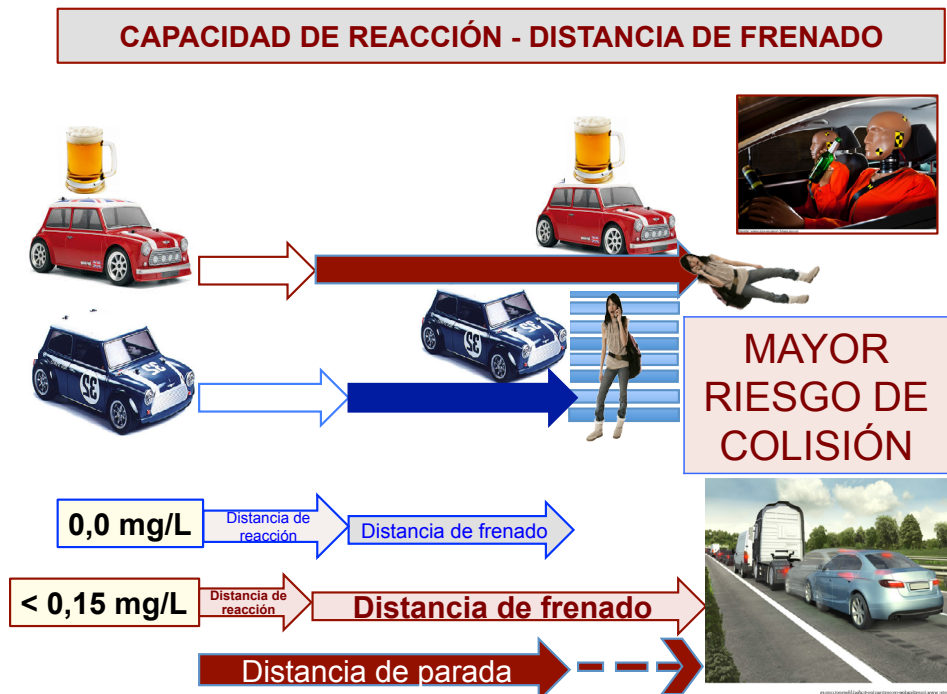 CAPACIDAD DE REACCIÓN - DISTANCIA DE FRENADO
32
MAYOR
RIESGO DE
COLISIÓN
0,0 mg/L
Distancia de
reacción
Distancia de frenado
< 0,15 mg/L
Distancia de
reacción
Distancia de frenado
Distancia de parada